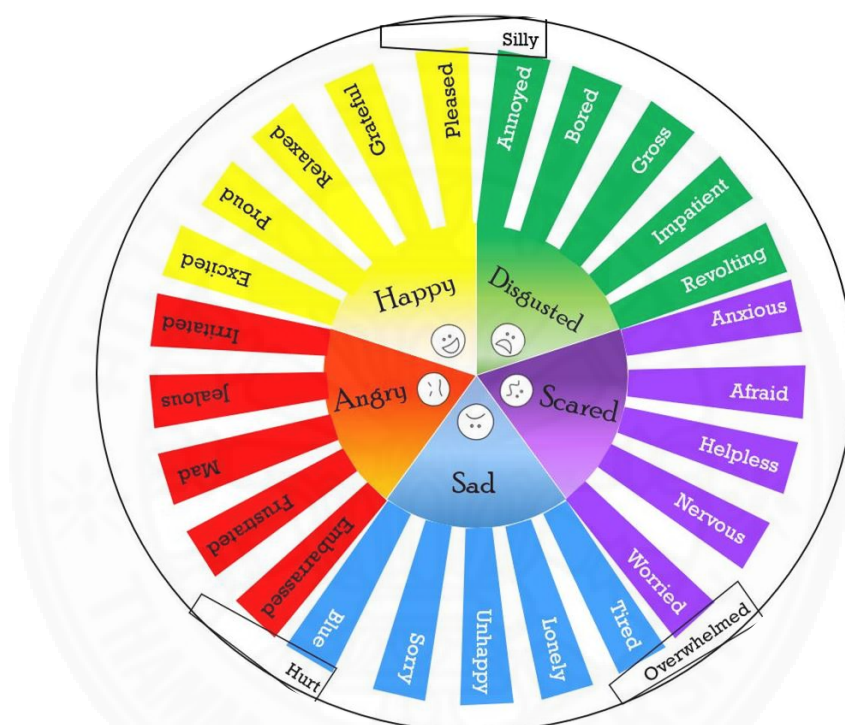 Silly
Pleased
Grateful
Relaxed
Proud
Excited
Annoyed
Bored
Gross
Impatient
Revolting
Happy
Disgusted
Irritated
Jealous
Mad
Frustrated
Embarrassed
Angry
Scared
Anxious
Afraid
Helpless
Nervous
Worried
Sad
Blue
Sorry
Unhappy
Lonely
Tired
Hurt
Overwhelmed